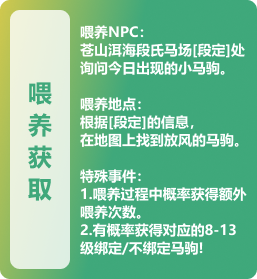 喂养获取
喂养NPC：
苍山洱海段氏马场[段定]处
询问今日出现的小马驹。
喂养地点：
根据[段定]的信息，
在地图上找到放风的马驹。
特殊事件：
1.喂养过程中概率获得额外
喂养次数。
2.有概率获得对应的8-13
级绑定/不绑定马驹!